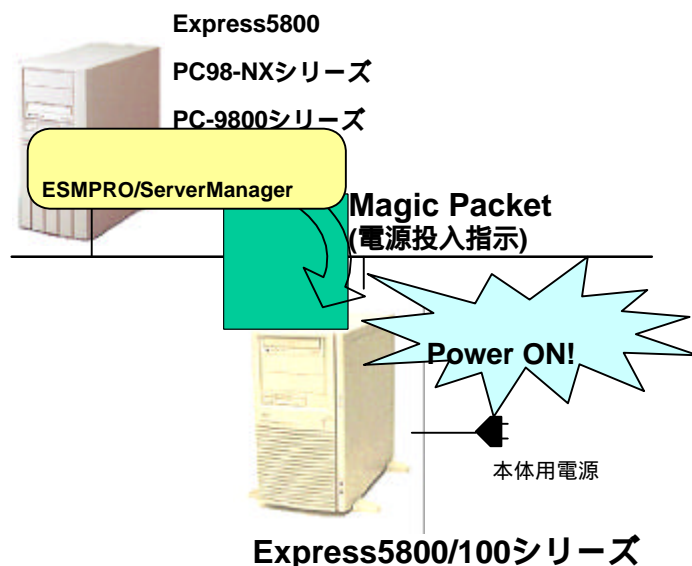 Express5800
PC98-NXシリーズ
PC-9800シリーズ
ESMPRO/ServerManager
Magic Packet
(電源投入指示)
Power ON!
本体用電源
Express5800/100シリーズ